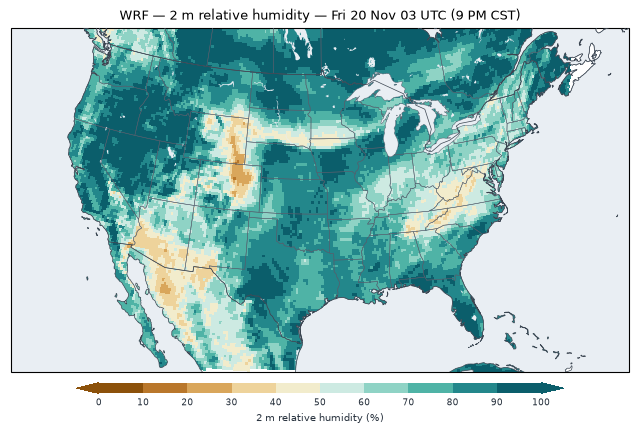 WRF — 2 m relative humidity — Fri 20 Nov 03 UTC (9 PM CST)
0 10 20 30 40 50 60 70 80 90 100
2 m relative humidity (%)